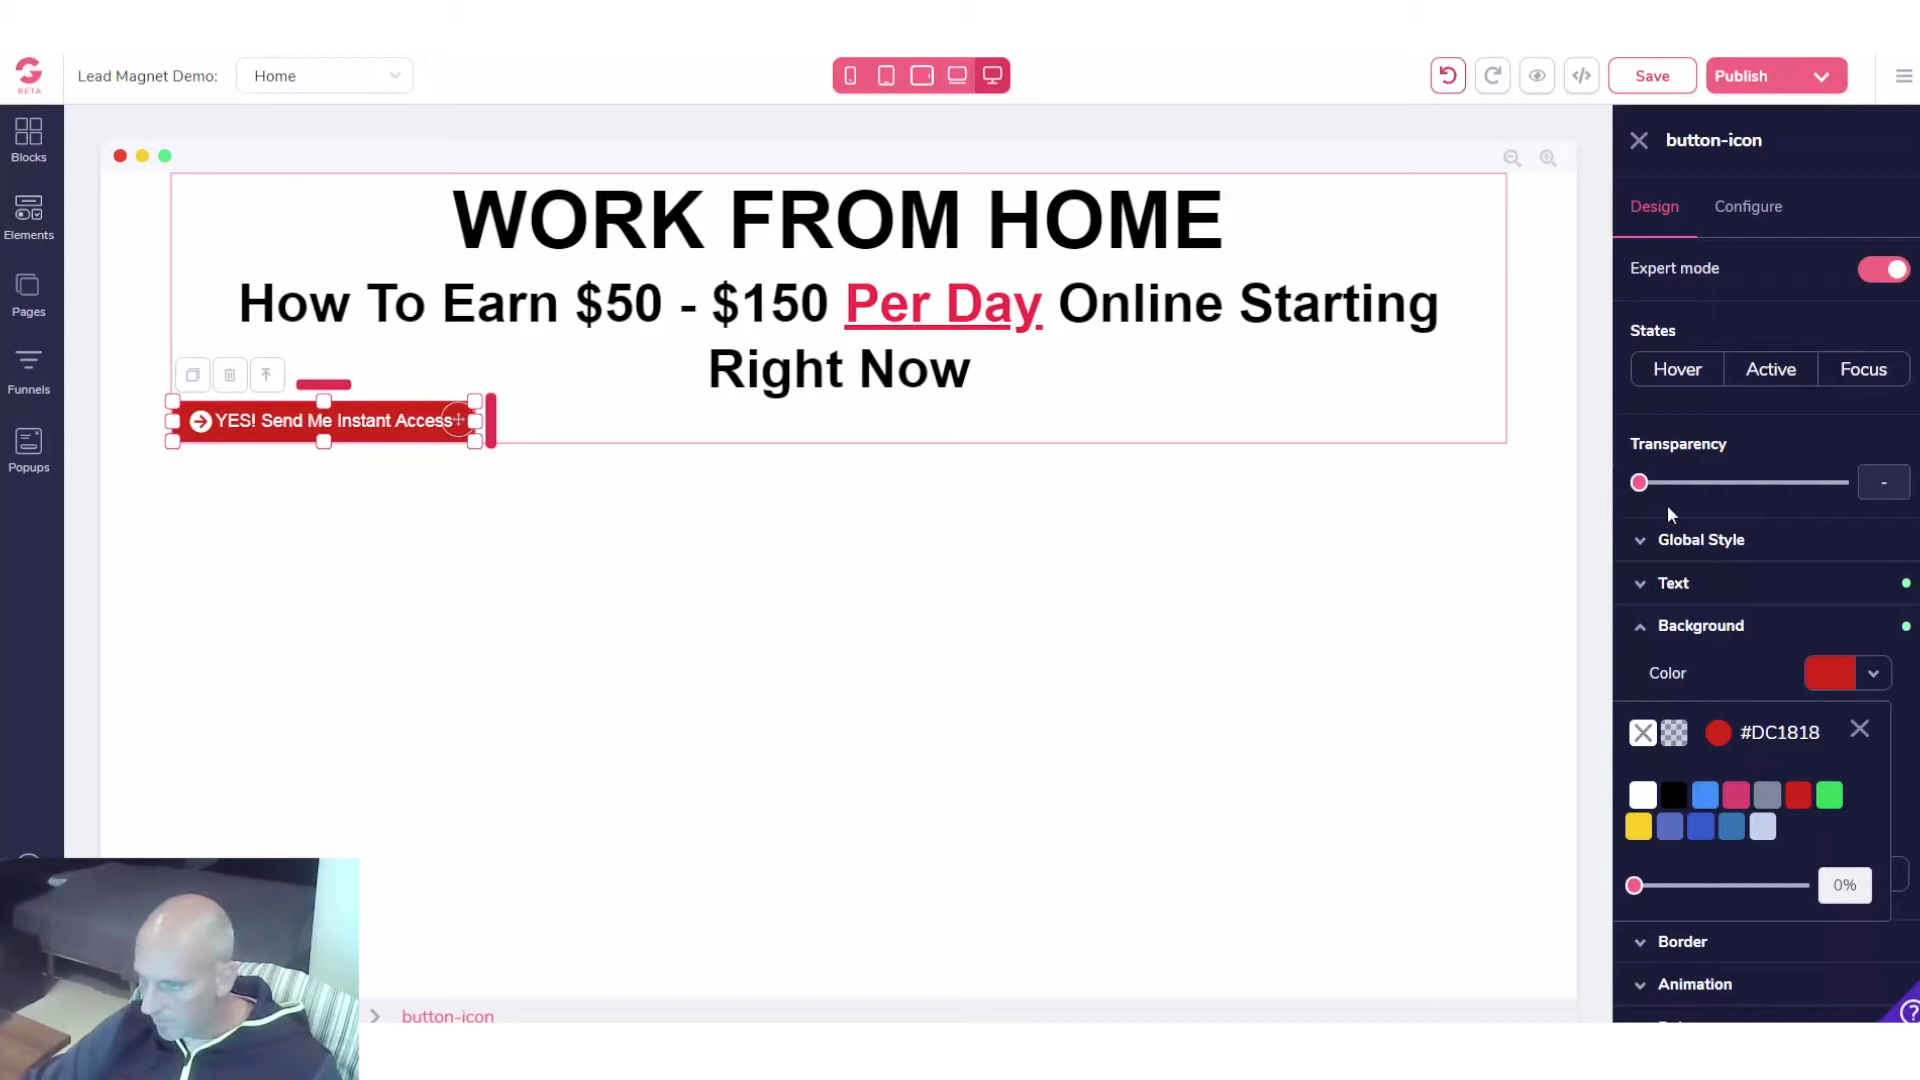 BETA
Lead Magnet Demo:
Home
Save
Publish
Blocks
Elements
Pages
Funnels
Popups
WORK FROM HOME
How To Earn $50 - $150 Per Day Online Starting
Right Now
YES! Send Me Instant Access
button-icon
button-icon
Design
Configure
Expert mode
States
Hover
Active
Focus
Transparency
-
Global Style
Text
Background
Color
#DC1818
0%
Border
Animation